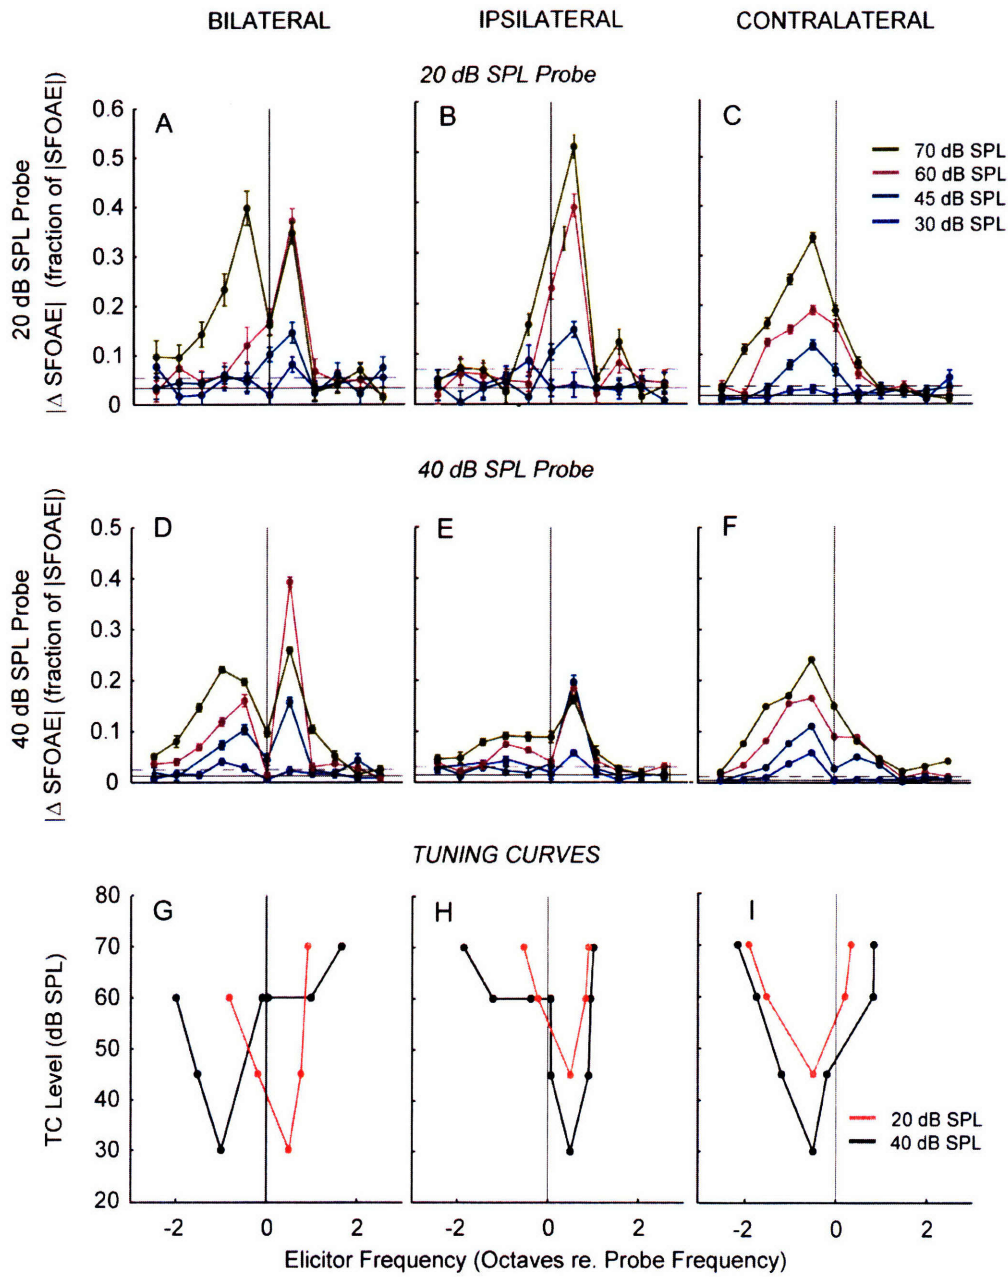 BILATERAL IPSILATERAL CONTRALATERAL
20 dB SPL Probe
20 dB SPL Probe
|Δ SFOAE| (fraction of |SFOAE|)
0.6
0.5
0.4
0.3
0.2
0.1
0
A
B
C
70 dB SPL
60 dB SPL
45 dB SPL
30 dB SPL
40 dB SPL Probe
40 dB SPL Probe
|Δ SFOAE| (fraction of |SFOAE|)
0.5
0.4
0.3
0.2
0.1
0
D
E
F
TUNING CURVES
TC Level (dB SPL)
80
70
60
50
40
30
20
G
H
I
20 dB SPL
40 dB SPL
-2 0 2 -2 0 2 -2 0 2
Elicitor Frequency (Octaves re. Probe Frequency)